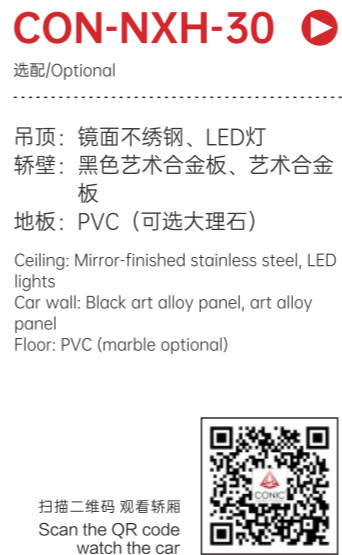 CON-NXH-30
选配/Optional
吊顶：镜面不绣钢、LED灯
轿壁：黑色艺术合金板、艺术合金
板
地板：PVC（可选大理石）
Ceiling: Mirror-finished stainless steel, LED
lights
Car wall: Black art alloy panel, art alloy
panel
Floor: PVC (marble optional)
CONIC
扫描二维码 观看轿厢
Scan the QR code
watch the car